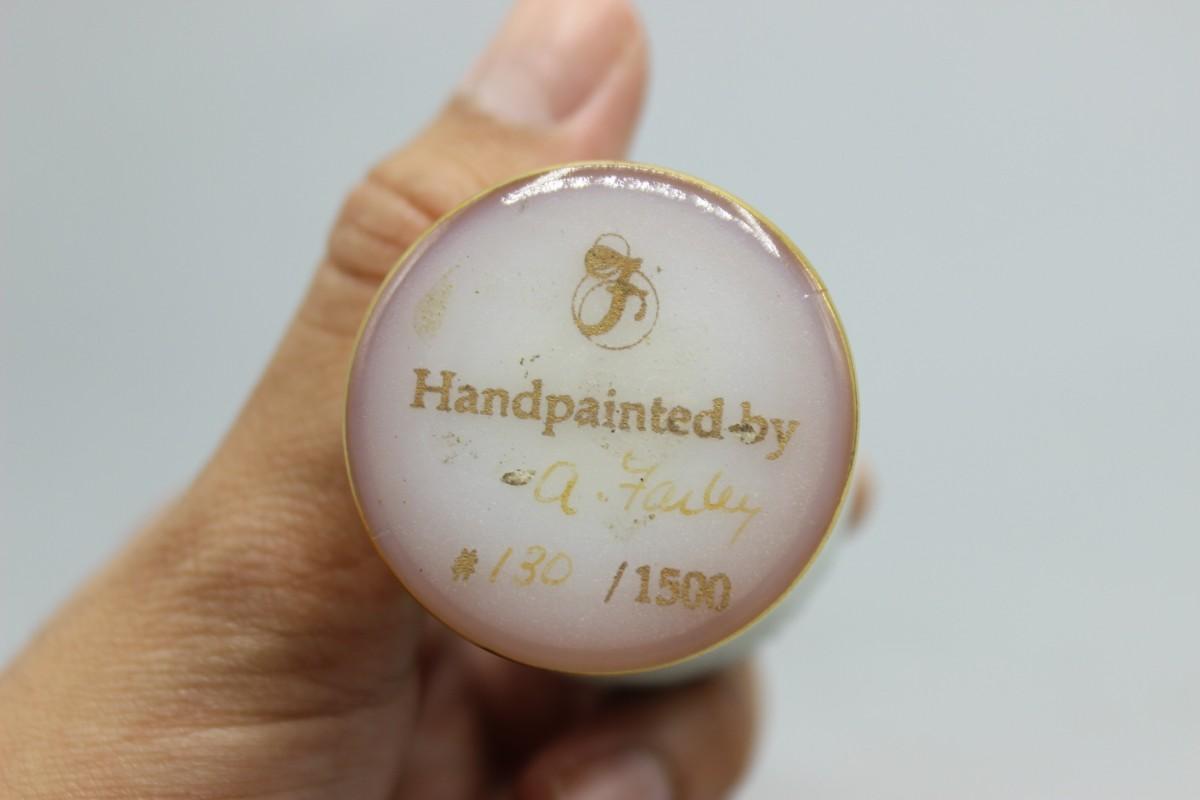 F
Handpainted by
A. Farley
#130 /1500